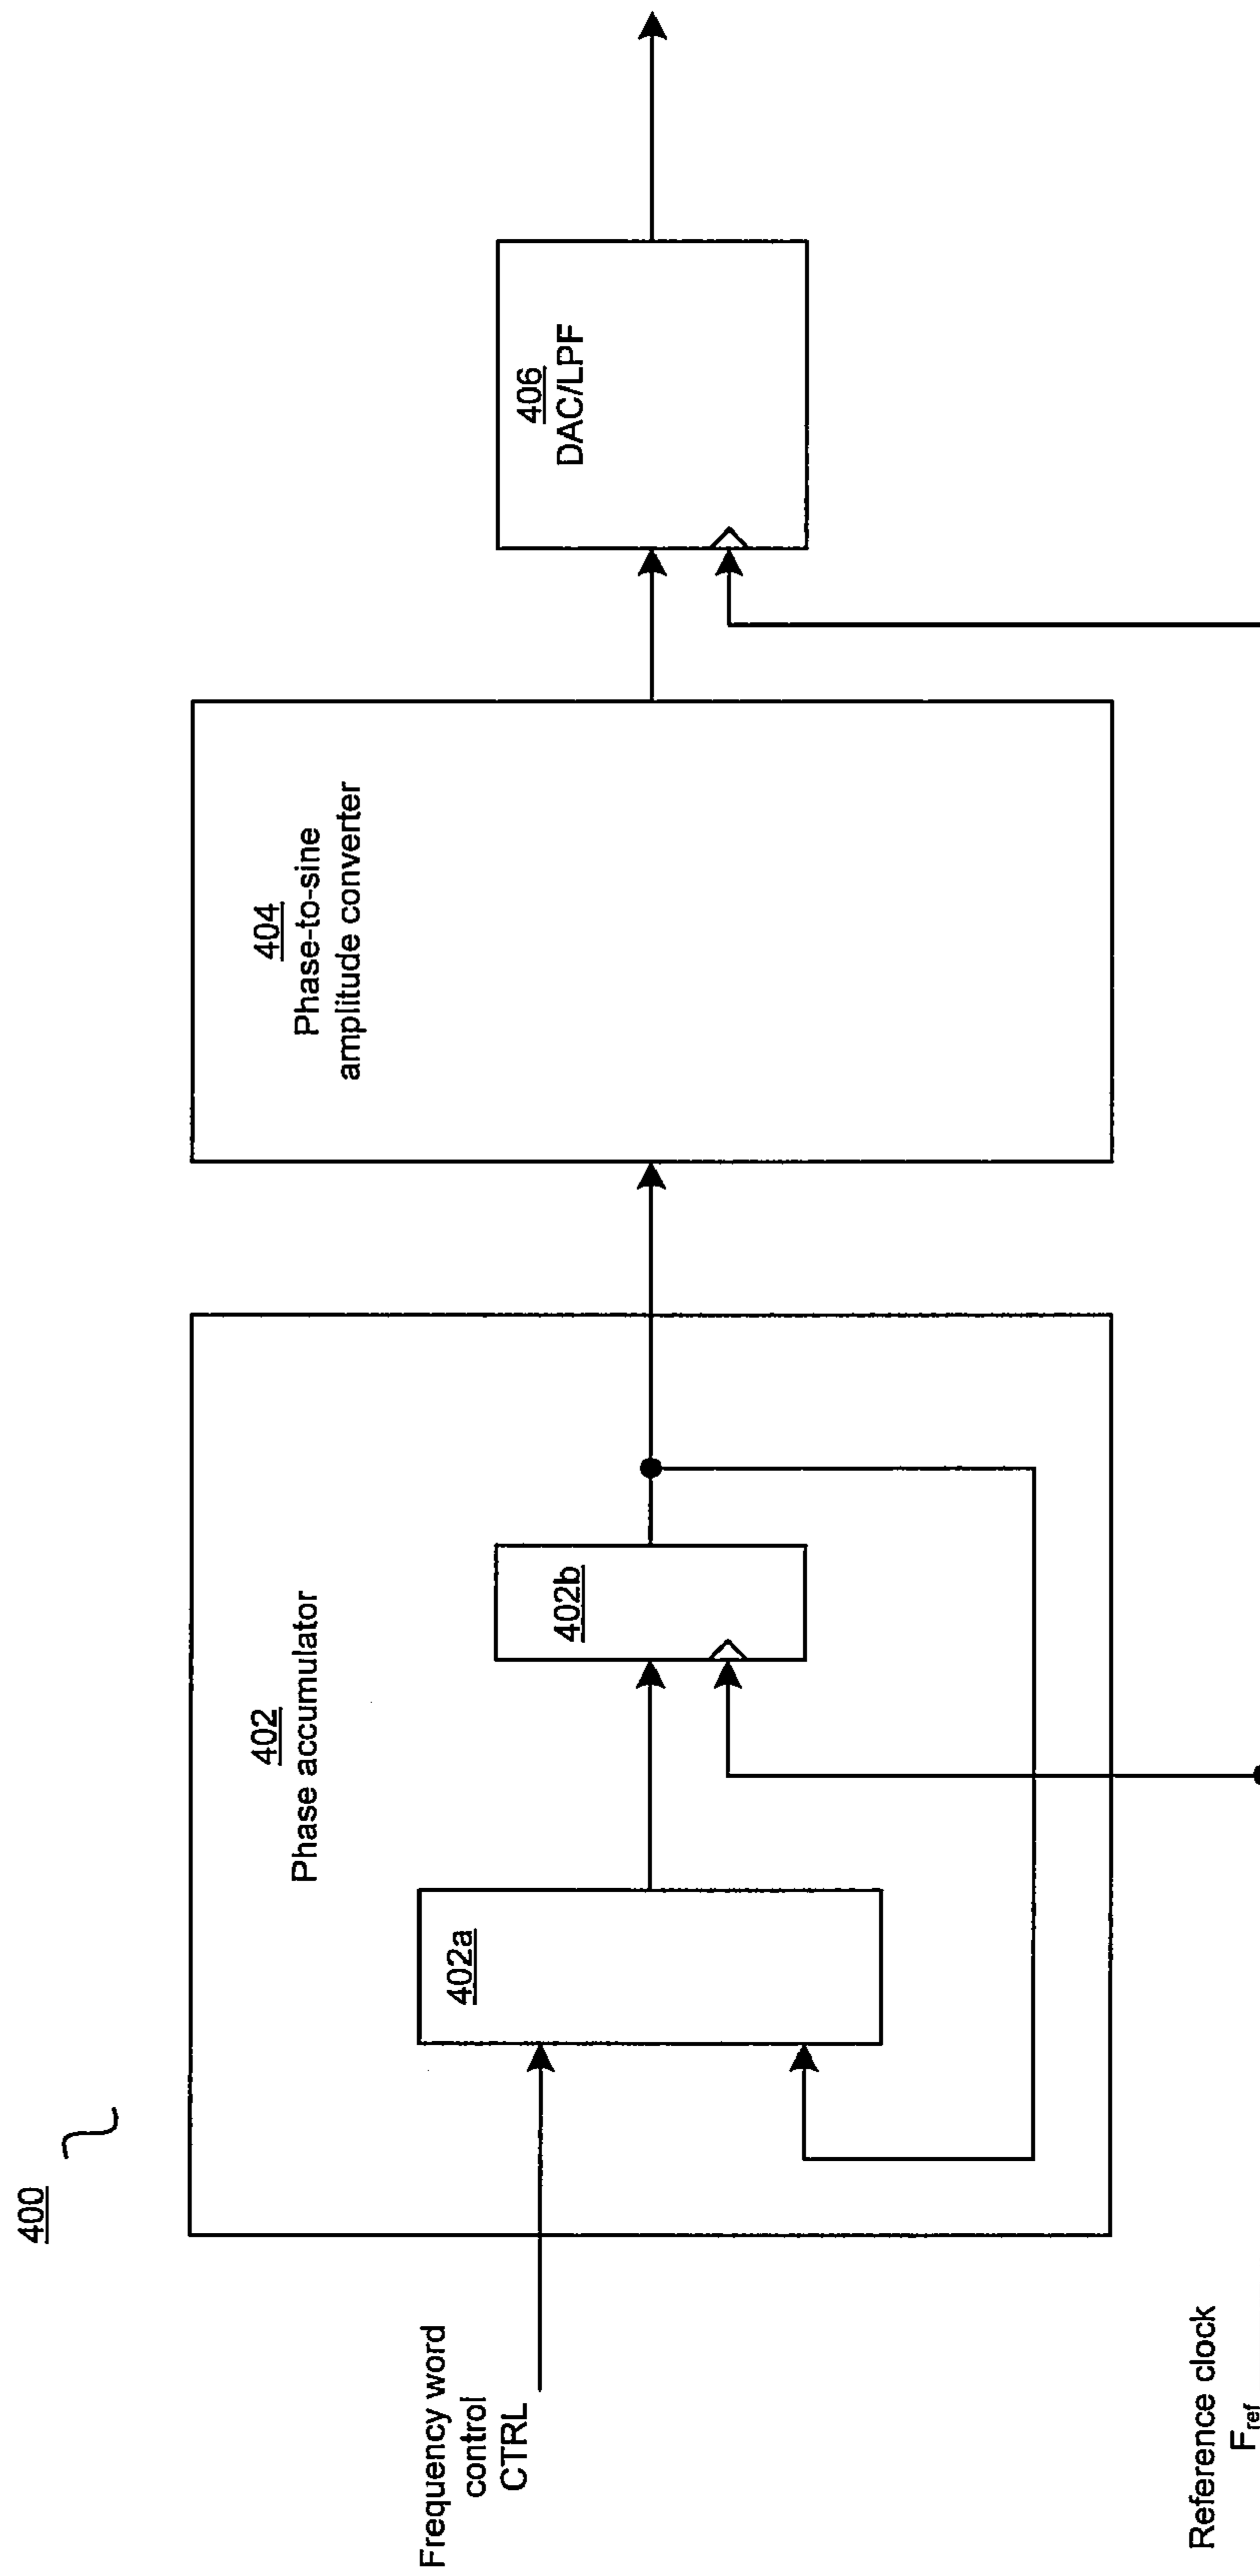 400
402
Phase accumulator
402a
402b
404
Phase-to-sine
amplitude converter
406
DAC/LPF
Frequency word
control
CTRL
Reference clock
Fref